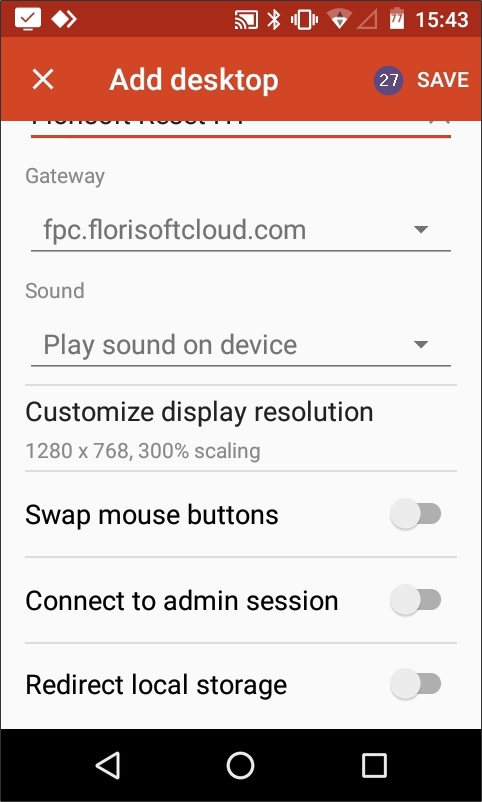 77 15:43
Add desktop 27 SAVE
Gateway
fpc.florisoftcloud.com
Sound
Play sound on device
Customize display resolution
1280 x 768, 300% scaling
Swap mouse buttons
Connect to admin session
Redirect local storage